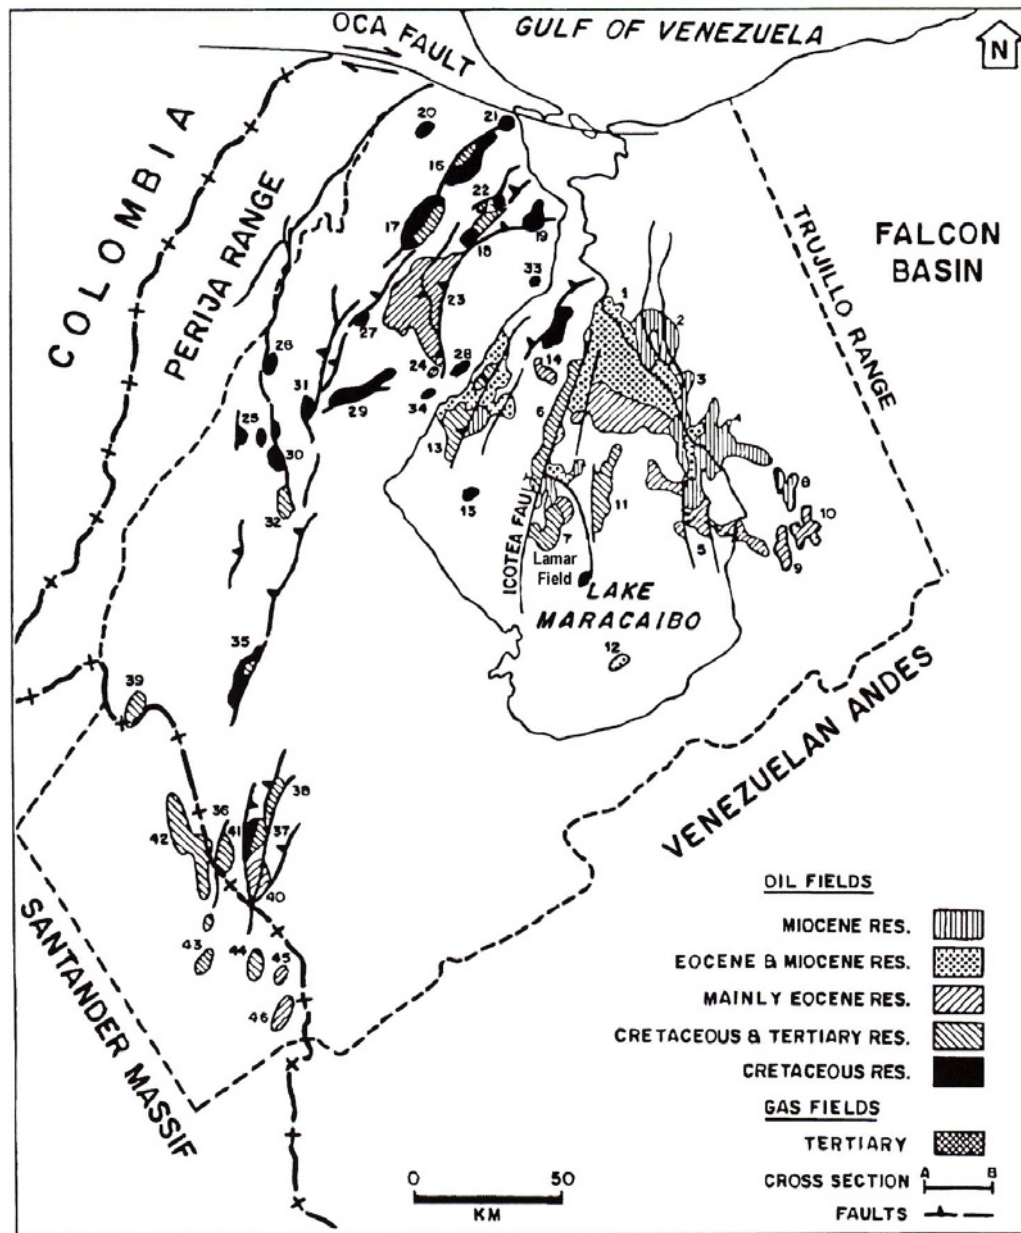 OCA FAULT
GULF OF VENEZUELA
N
COLOMBIA
PERIJA RANGE
TRUJILLO RANGE
FALCON
BASIN
20
21
16
22
17
18
19
33
23
27
1
2
26
24
28
14
3
31
29
34
6
4
25
13
30
8
32
15
11
10
7
5
9
ICOTEA FAULT
Lamar
Field
LAKE
MARACAIBO
12
35
39
VENEZUELAN ANDES
38
36
42
41
37
40
43
44
45
46
SANTANDER MASSIF
OIL FIELDS
MIOCENE RES.
EOCENE & MIOCENE RES.
MAINLY EOCENE RES.
CRETACEOUS & TERTIARY RES.
CRETACEOUS RES.
GAS FIELDS
TERTIARY
A B
CROSS SECTION
FAULTS
0 50
KM